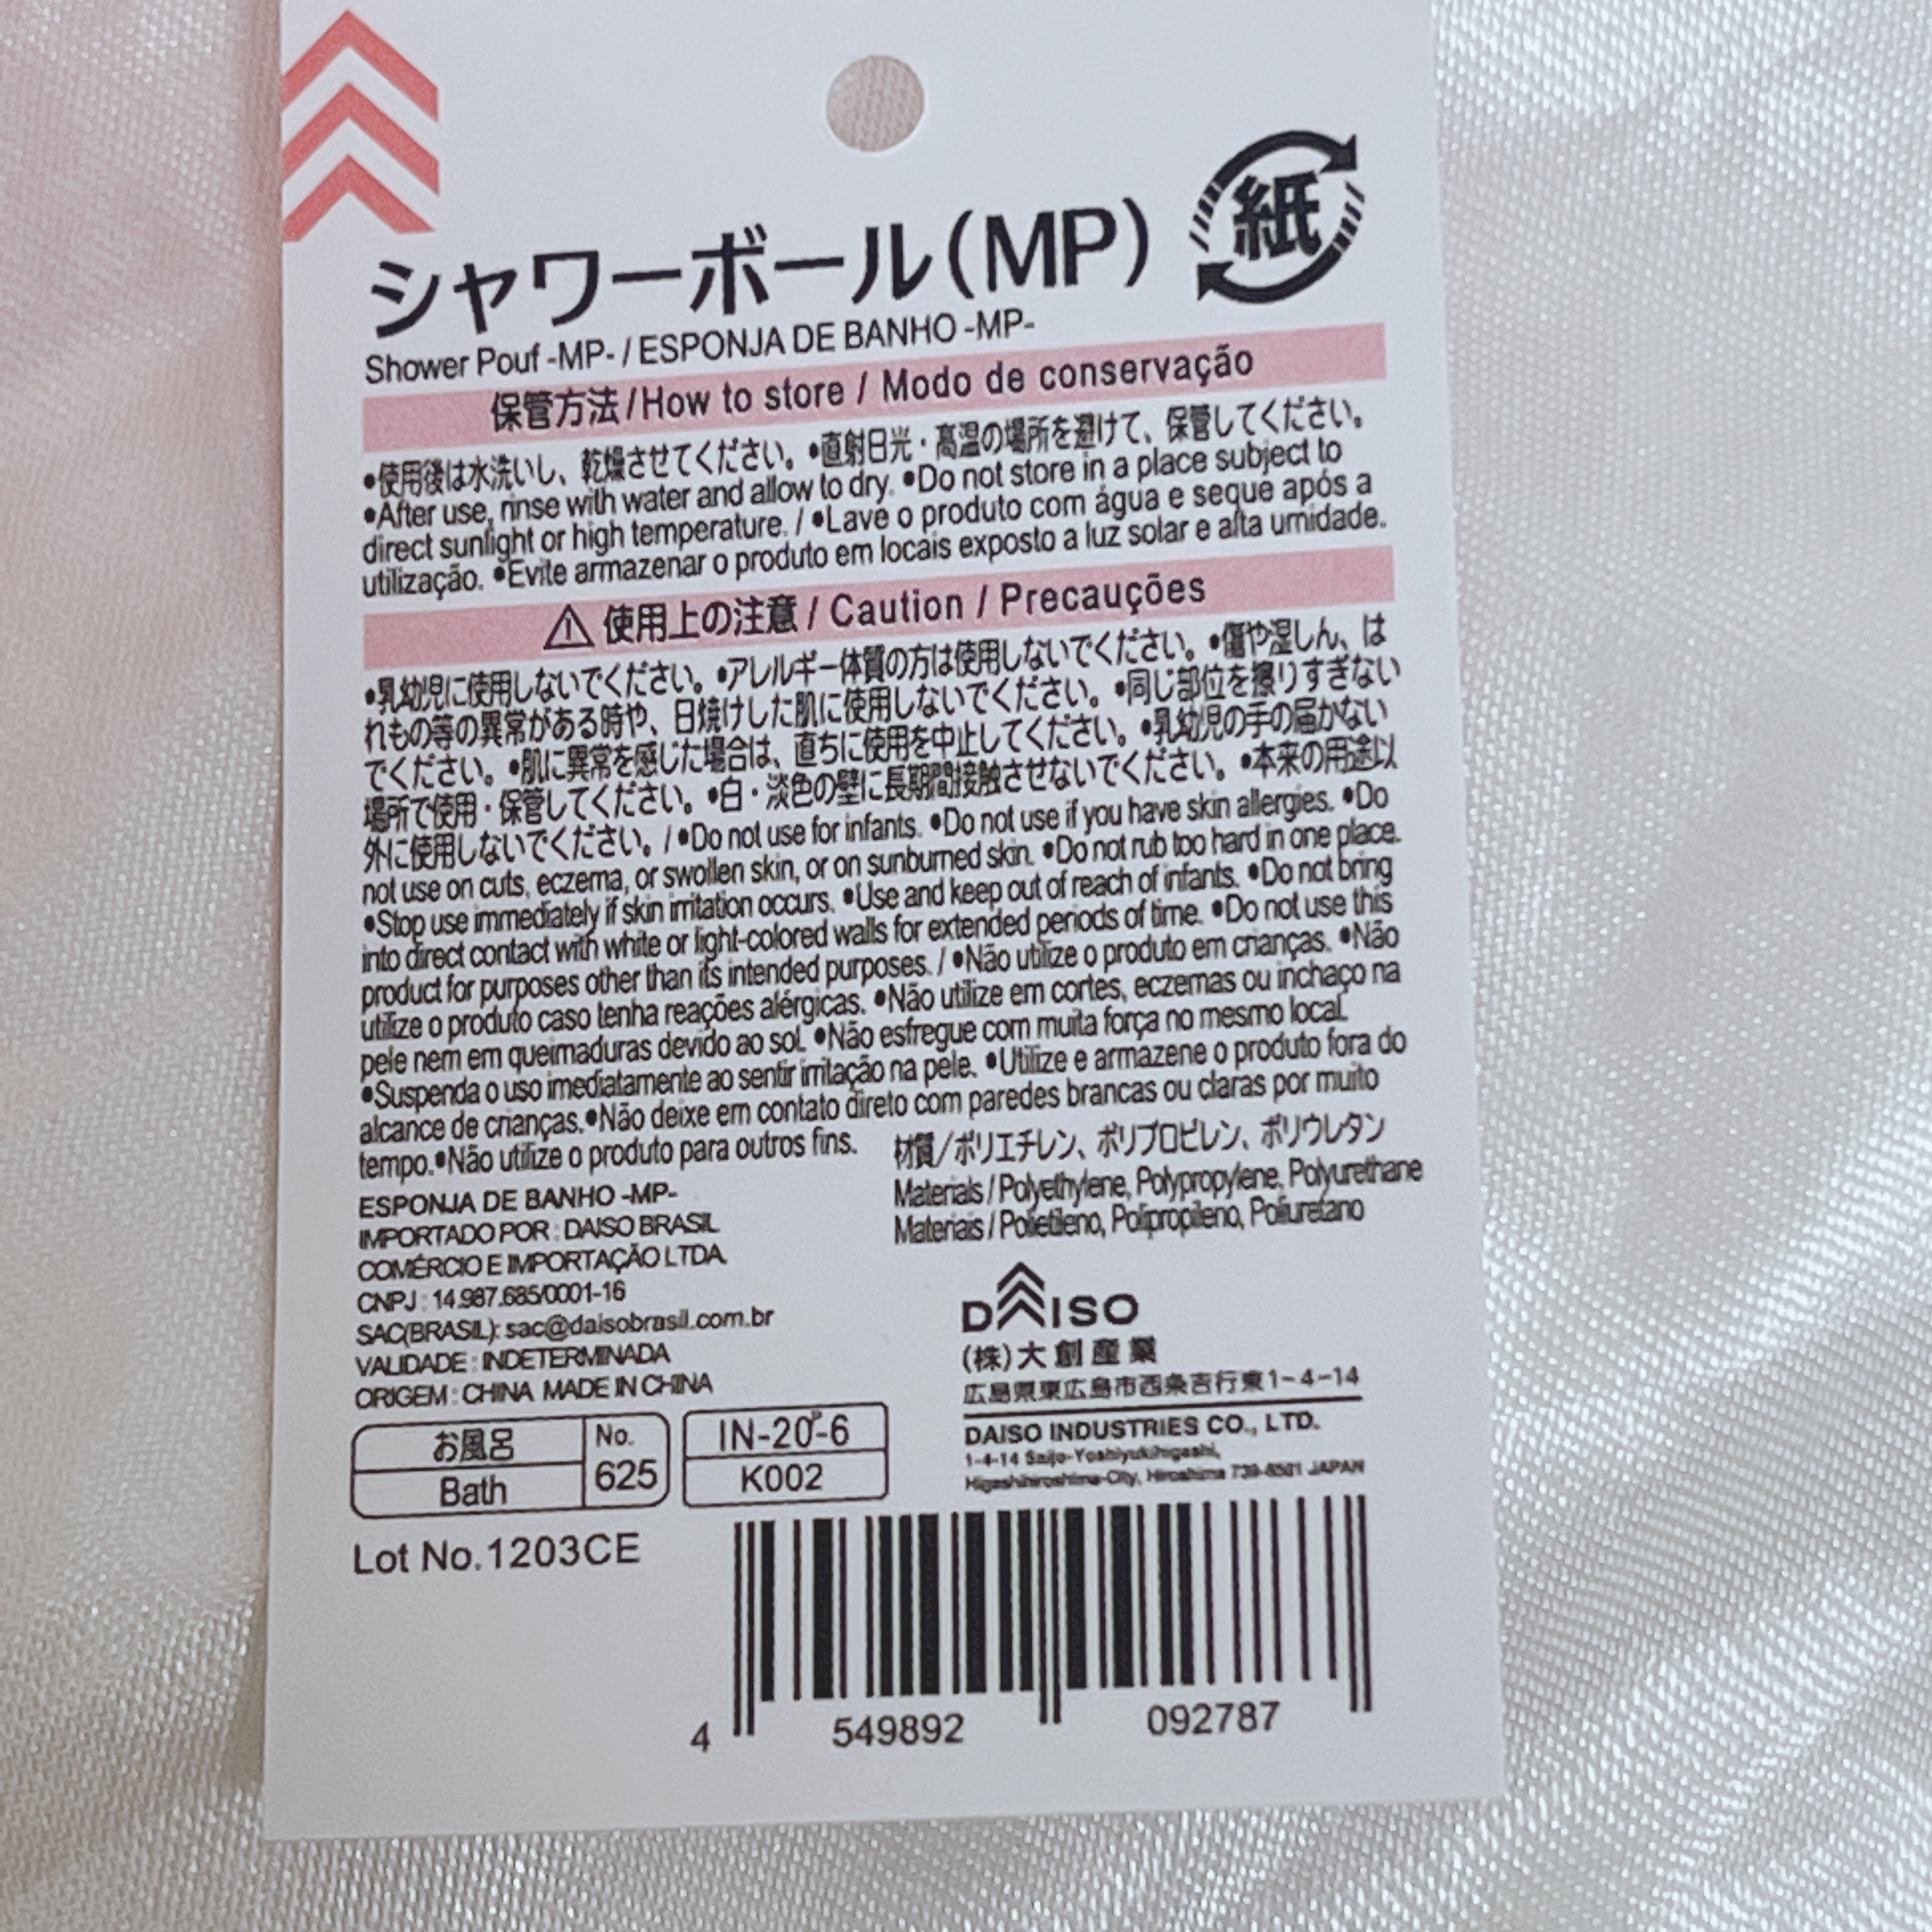 紙
シャワーボール(MP)
Shower Pouf -MP- / ESPONJA DE BANHO -MP-
保管方法/How to store / Modo de conservação
•使用後は水洗いし、乾燥させてください。•直射日光・高温の場所を避けて、保管してください。
•After use, rinse with water and allow to dry. •Do not store in a place subject to
direct sunlight or high temperature. / •Lave o produto com água e seque após a
utilização. •Evite armazenar o produto em locais exposto a luz solar e alta umidade.
使用上の注意 / Caution / Precauções
•乳幼児に使用しないでください。•アレルギー体質の方は使用しないでください。•傷や湿しん、は
れもの等の異常がある時や、日焼けした肌に使用しないでください。•同じ部位を擦りすぎない
でください。•肌に異常を感じた場合は、直ちに使用を中止してください。•乳幼児の手の届かない
場所で使用・保管してください。•白・淡色の壁に長期間接触させないでください。•本来の用途以
外に使用しないでください。/ •Do not use for infants. •Do not use if you have skin allergies. •Do
not use on cuts, eczema, or swollen skin, or on sunburned skin. •Do not rub too hard in one place.
•Stop use immediately if skin irritation occurs. •Use and keep out of reach of infants. •Do not bring
into direct contact with white or light-colored walls for extended periods of time. •Do not use this
product for purposes other than its intended purposes. / •Não utilize o produto em crianças. •Não
utilize o produto caso tenha reações alérgicas. •Não utilize em cortes, eczemas ou inchaço na
pele nem em queimaduras devido ao sol. •Não esfregue com muita força no mesmo local.
•Suspenda o uso imediatamente ao sentir irritação na pele. •Utilize e armazene o produto fora do
alcance de crianças.•Não deixe em contato direto com paredes brancas ou claras por muito
tempo.•Não utilize o produto para outros fins.
材質/ポリエチレン、ポリプロピレン、ポリウレタン
Materials / Polyethylene, Polypropylene, Polyurethane
Materiais / Polietileno, Polipropileno, Poliuretano
ESPONJA DE BANHO -MP-
IMPORTADO POR : DAISO BRASIL
COMÉRCIO E IMPORTAÇÃO LTDA.
CNPJ : 14.987.685/0001-16
SAC(BRASIL): sac@daisobrasil.com.br
VALIDADE : INDETERMINADA
ORIGEM : CHINA MADE IN CHINA
DAISO
(株)大創産業
広島県東広島市西条吉行東1-4-14
DAISO INDUSTRIES CO., LTD.
1-4-14 Saijo-Yoshiyukihigashi,
Higashihiroshima-City, Hiroshima 739-8501 JAPAN
お風呂
Bath
No.
625
IN-20-6
K002
Lot No.1203CE
4 549892 092787